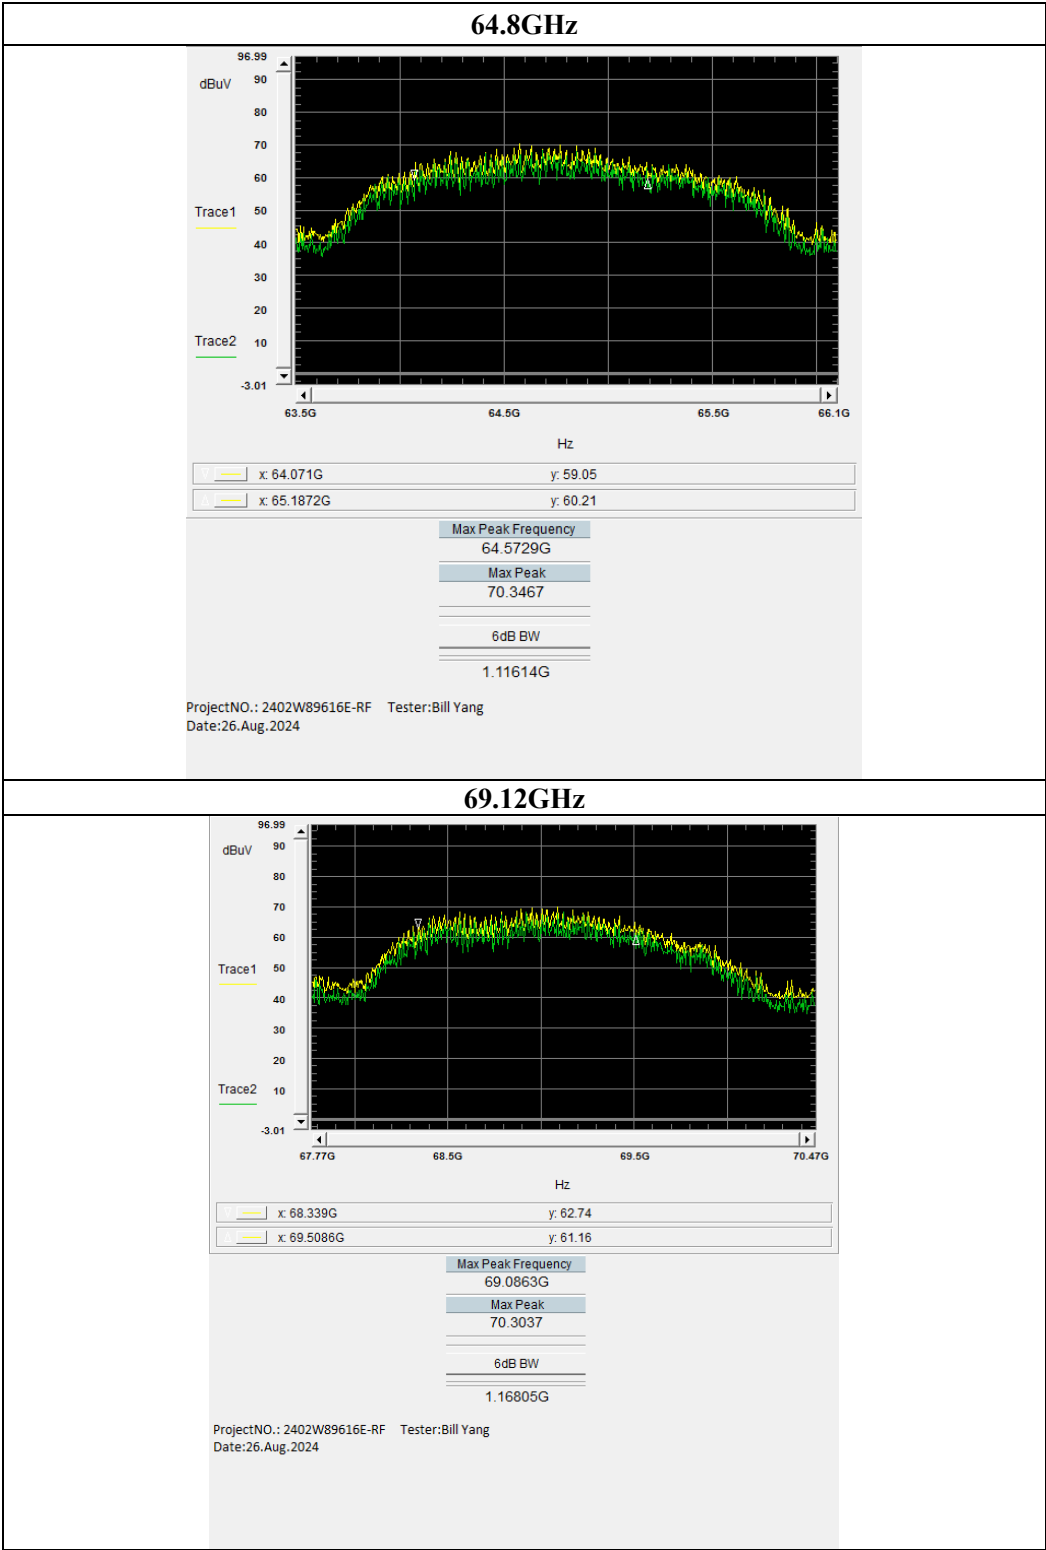 64.8GHz
96.99
dBuV
90
80
70
60
Trace1
50
40
30
20
Trace2
10
-3.01
63.5G 64.5G 65.5G 66.1G
Hz
x: 64.071G y: 59.05
x: 65.1872G y: 60.21
Max Peak Frequency
64.5729G
Max Peak
70.3467
6dB BW
1.11614G
ProjectNO.: 2402W89616E-RF Tester:Bill Yang
Date:26.Aug.2024
69.12GHz
96.99
dBuV
90
80
70
60
Trace1
50
40
30
20
Trace2
10
-3.01
67.77G 68.5G 69.5G 70.47G
Hz
x: 68.339G y: 62.74
x: 69.5086G y: 61.16
Max Peak Frequency
69.0863G
Max Peak
70.3037
6dB BW
1.16805G
ProjectNO.: 2402W89616E-RF Tester:Bill Yang
Date:26.Aug.2024